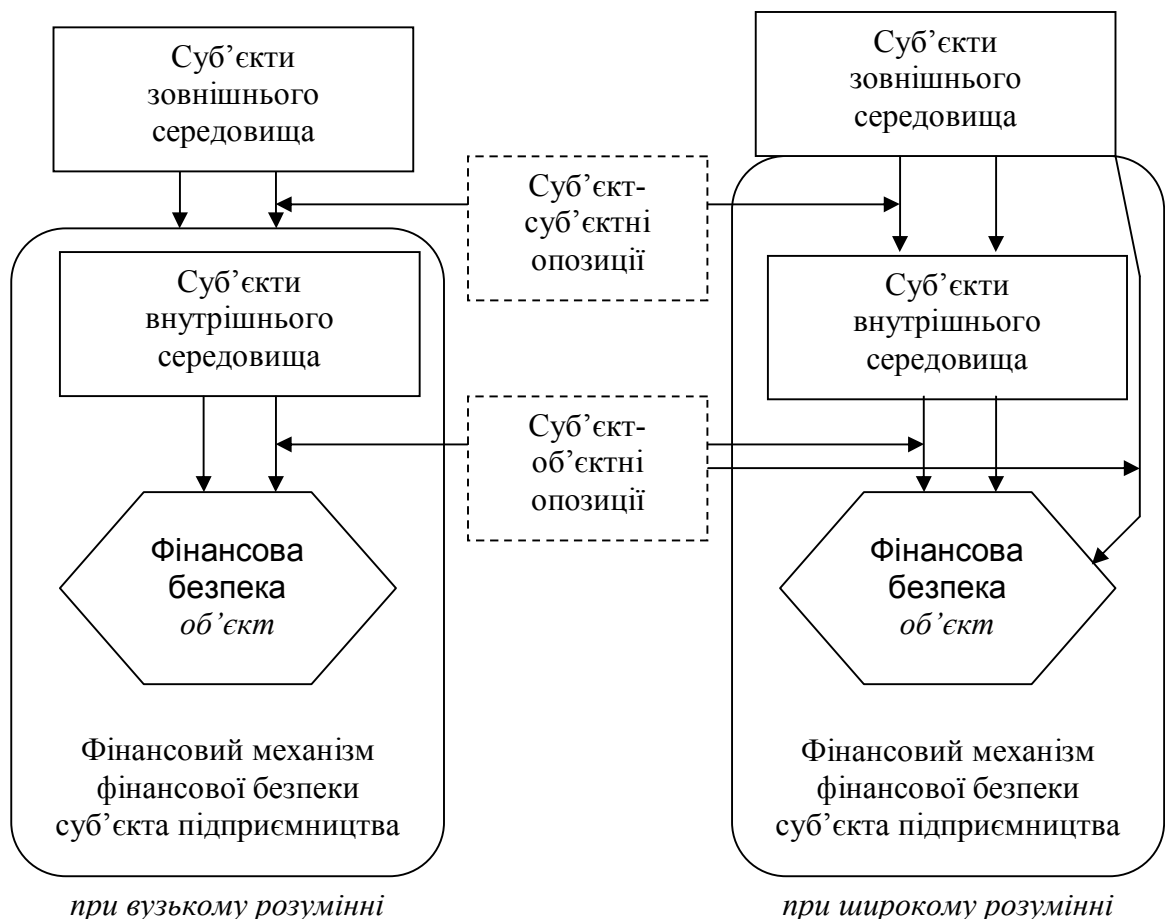 Суб’єкти
зовнішнього
середовища
Суб’єкти
зовнішнього
середовища
Суб’єкт-
суб’єктні
опозиції
Суб’єкти
внутрішнього
середовища
Суб’єкти
внутрішнього
середовища
Суб’єкт-
об’єктні
опозиції
Фінансова
безпека
об’єкт
Фінансова
безпека
об’єкт
Фінансовий механізм
фінансової безпеки
суб’єкта підприємництва
Фінансовий механізм
фінансової безпеки
суб’єкта підприємництва
при вузькому розумінні
при широкому розумінні